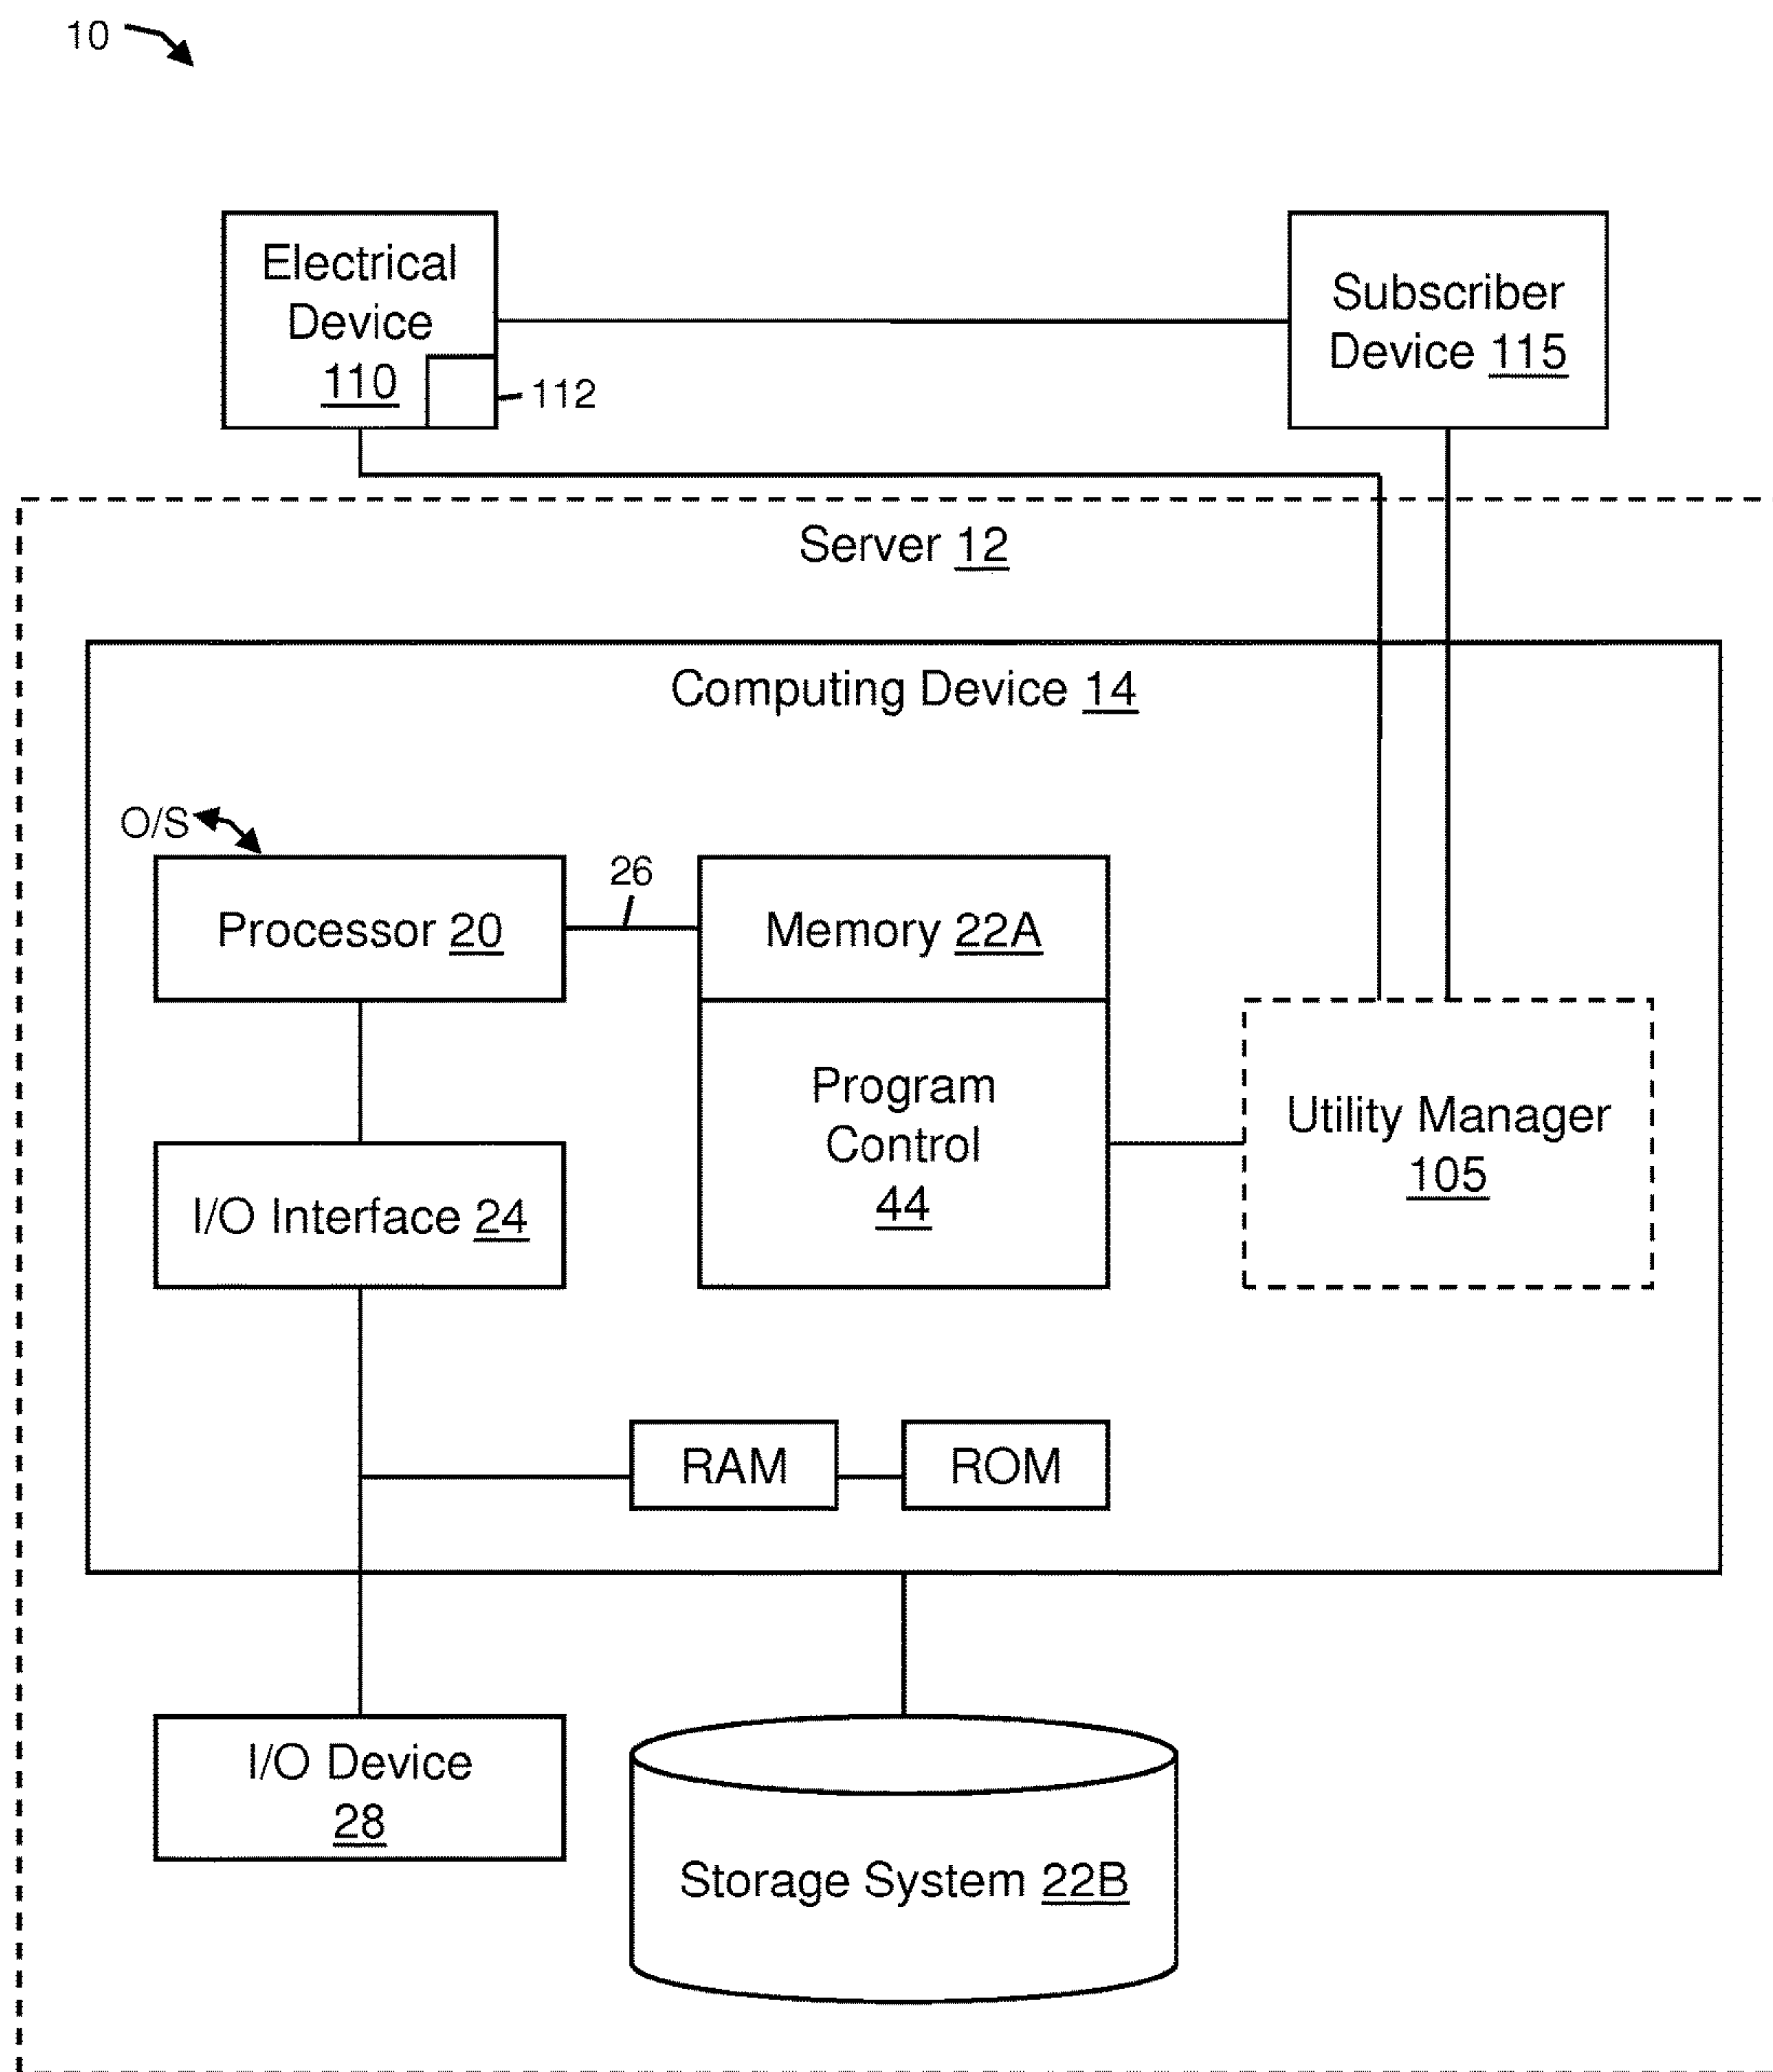 10
Electrical
Device
110
112
Subscriber
Device 115
Server 12
Computing Device 14
O/S
26
Processor 20
Memory 22A
Program
Control
44
Utility Manager
105
I/O Interface 24
RAM
ROM
I/O Device
28
Storage System 22B